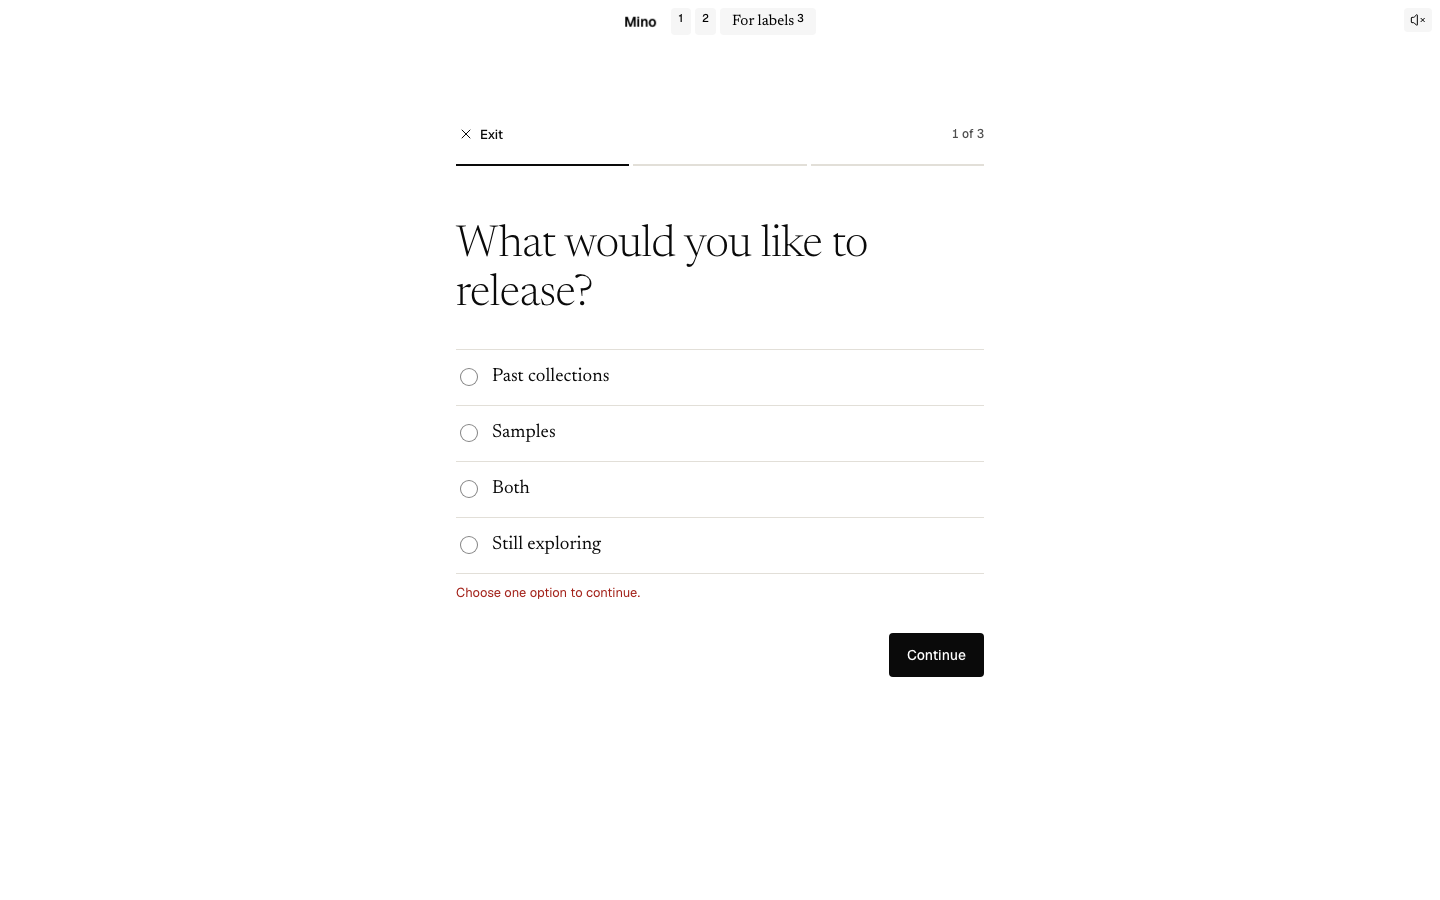 Mino 1 2 For labels 3
Exit 1 of 3
What would you like to
release?
Past collections
Samples
Both
Still exploring
Choose one option to continue.
Continue